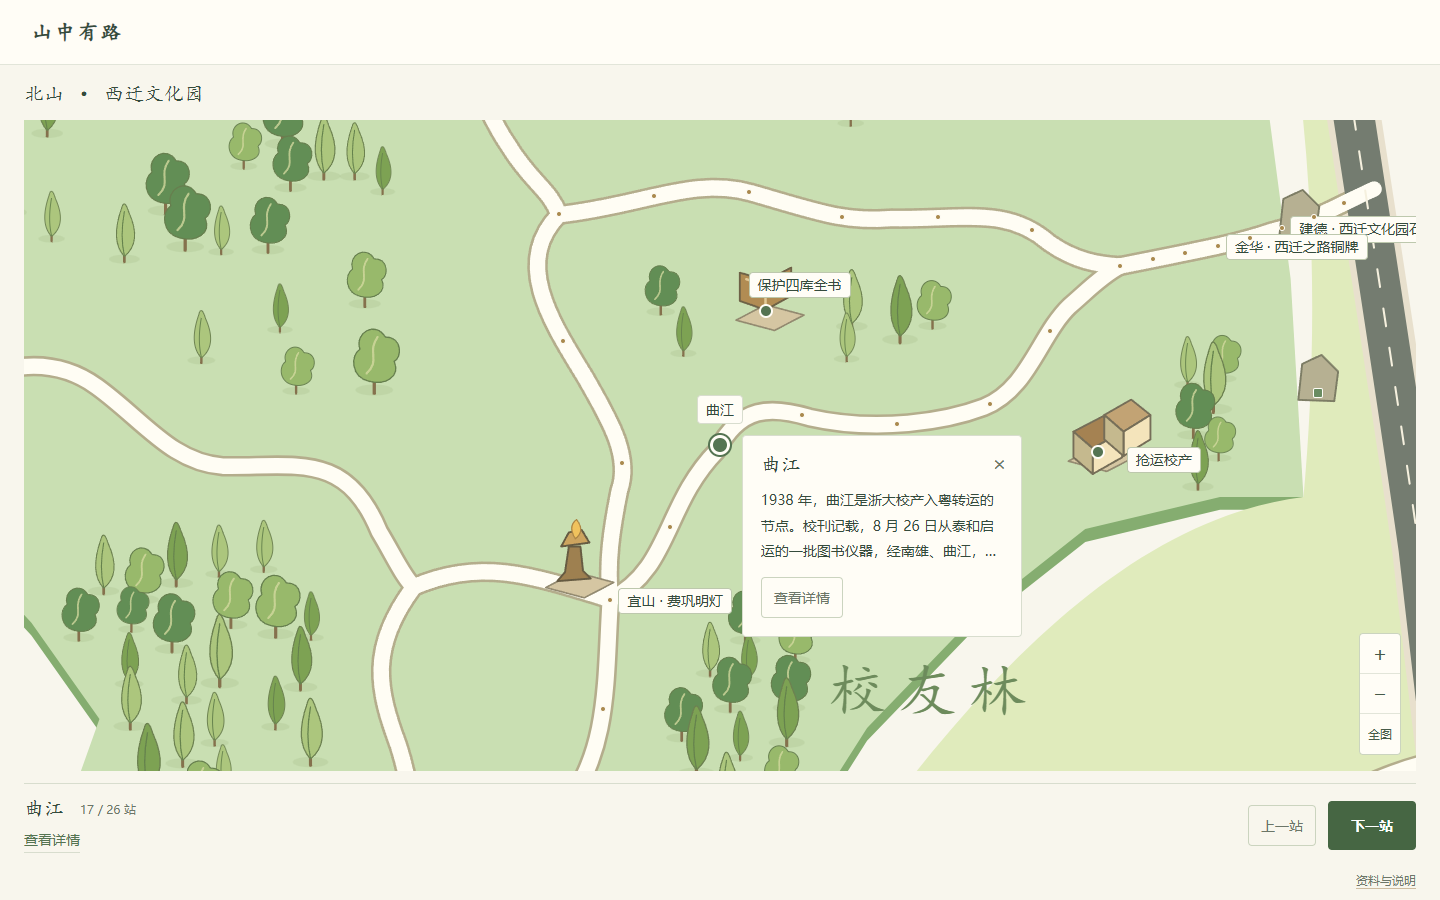 山中有路
北山 • 西迁文化园
建德 · 西迁文化园石
金华 · 西迁之路铜牌
保护四库全书
曲江
抢运校产
曲江
×
1938 年，曲江是浙大校产入粤转运的
节点。校刊记载，8 月 26 日从泰和启
运的一批图书仪器，经南雄、曲江，...
查看详情
宜山 · 费巩明灯
校友林
+
−
全图
曲江 17 / 26 站
查看详情
上一站
下一站
资料与说明